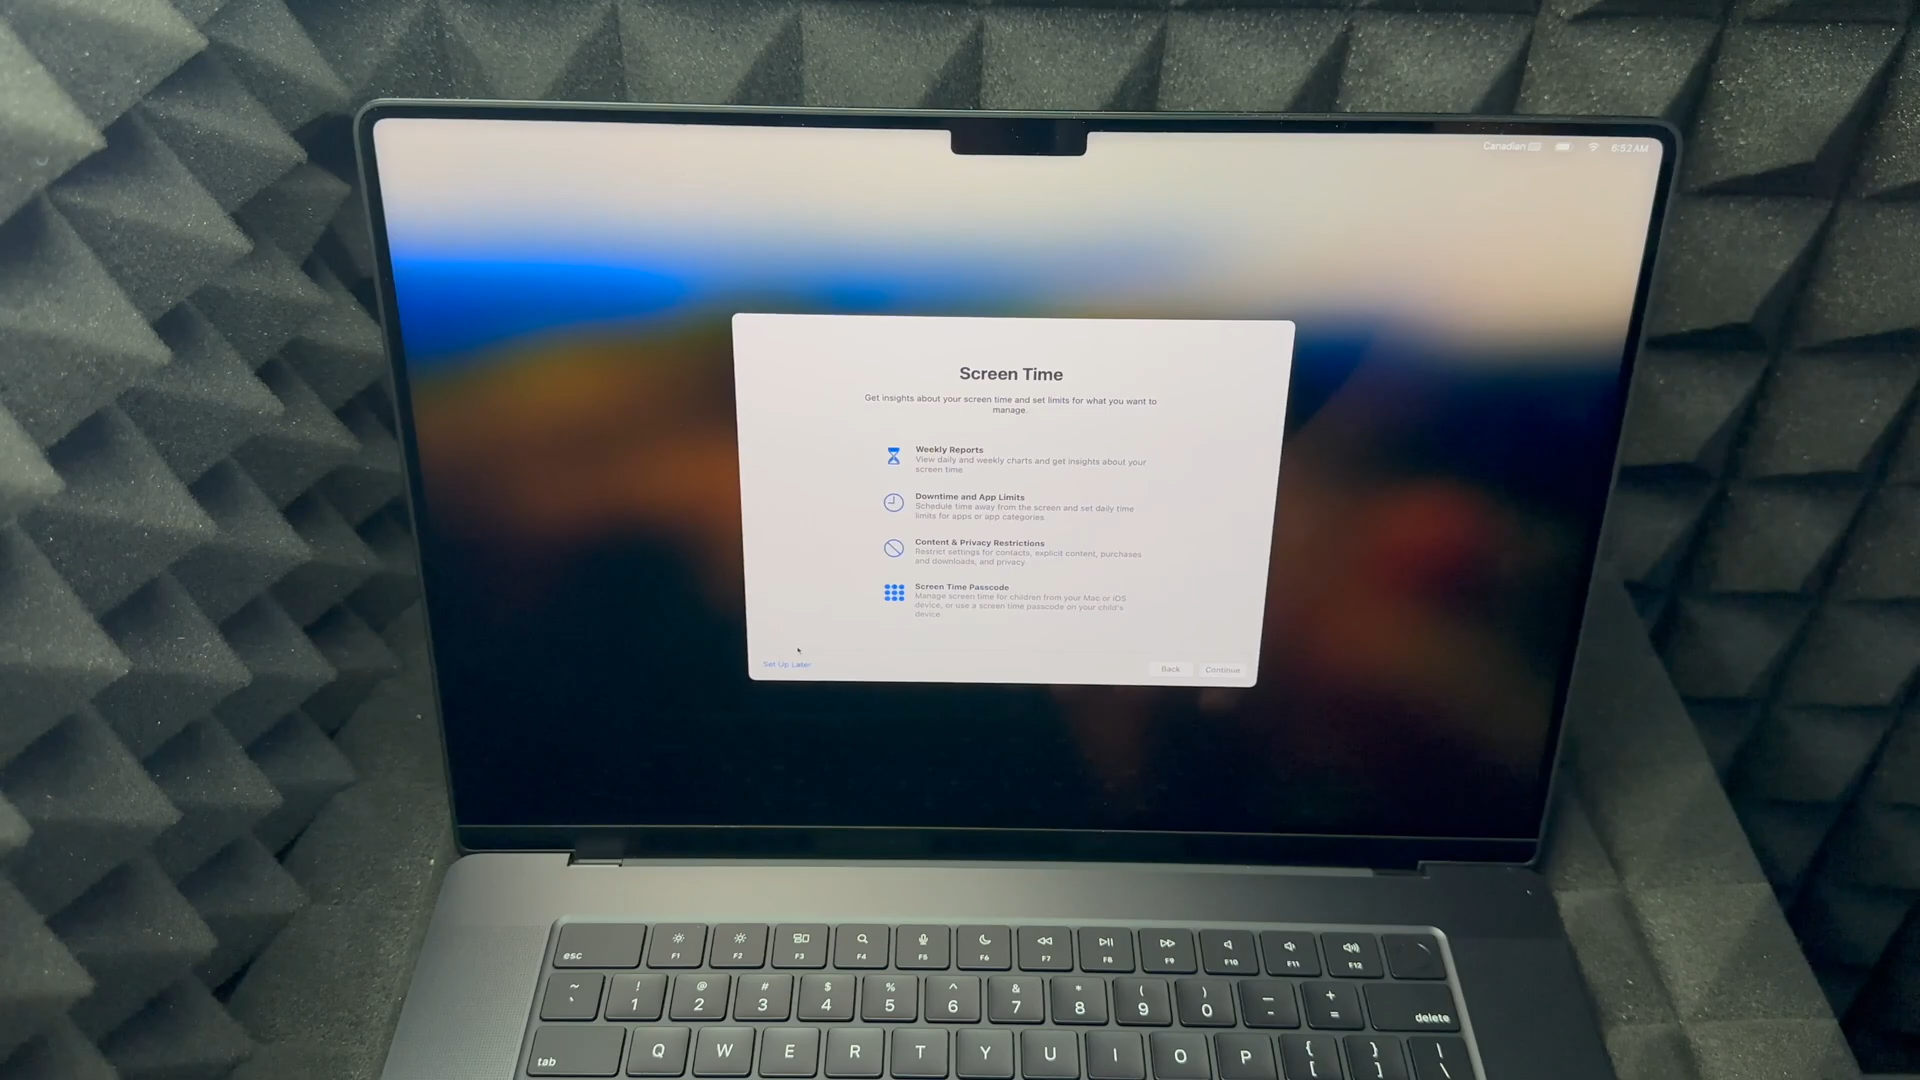 Canadian 6:52AM
Screen Time
Get insights about your screen time and set limits for what you want to
manage.
Weekly Reports
View daily and weekly charts and get insights about your
screen time.
Downtime and App Limits
Schedule time away from the screen and set daily time
limits for apps or app categories.
Content & Privacy Restrictions
Restrict settings for contacts, explicit content, purchases
and downloads, and privacy.
Screen Time Passcode
Manage screen time for children from your Mac or iOS
device, or use a screen time passcode on your child's
device.
Set Up Later Back Continue
esc F1 F2 F3 F4 F5 F6 F7 F8 F9 F10 F11 F12
~ ! @ # $ % ^ & * ( ) — +
` 1 2 3 4 5 6 7 8 9 0 - = delete
tab Q W E R T Y U I O P { [ } ] | \